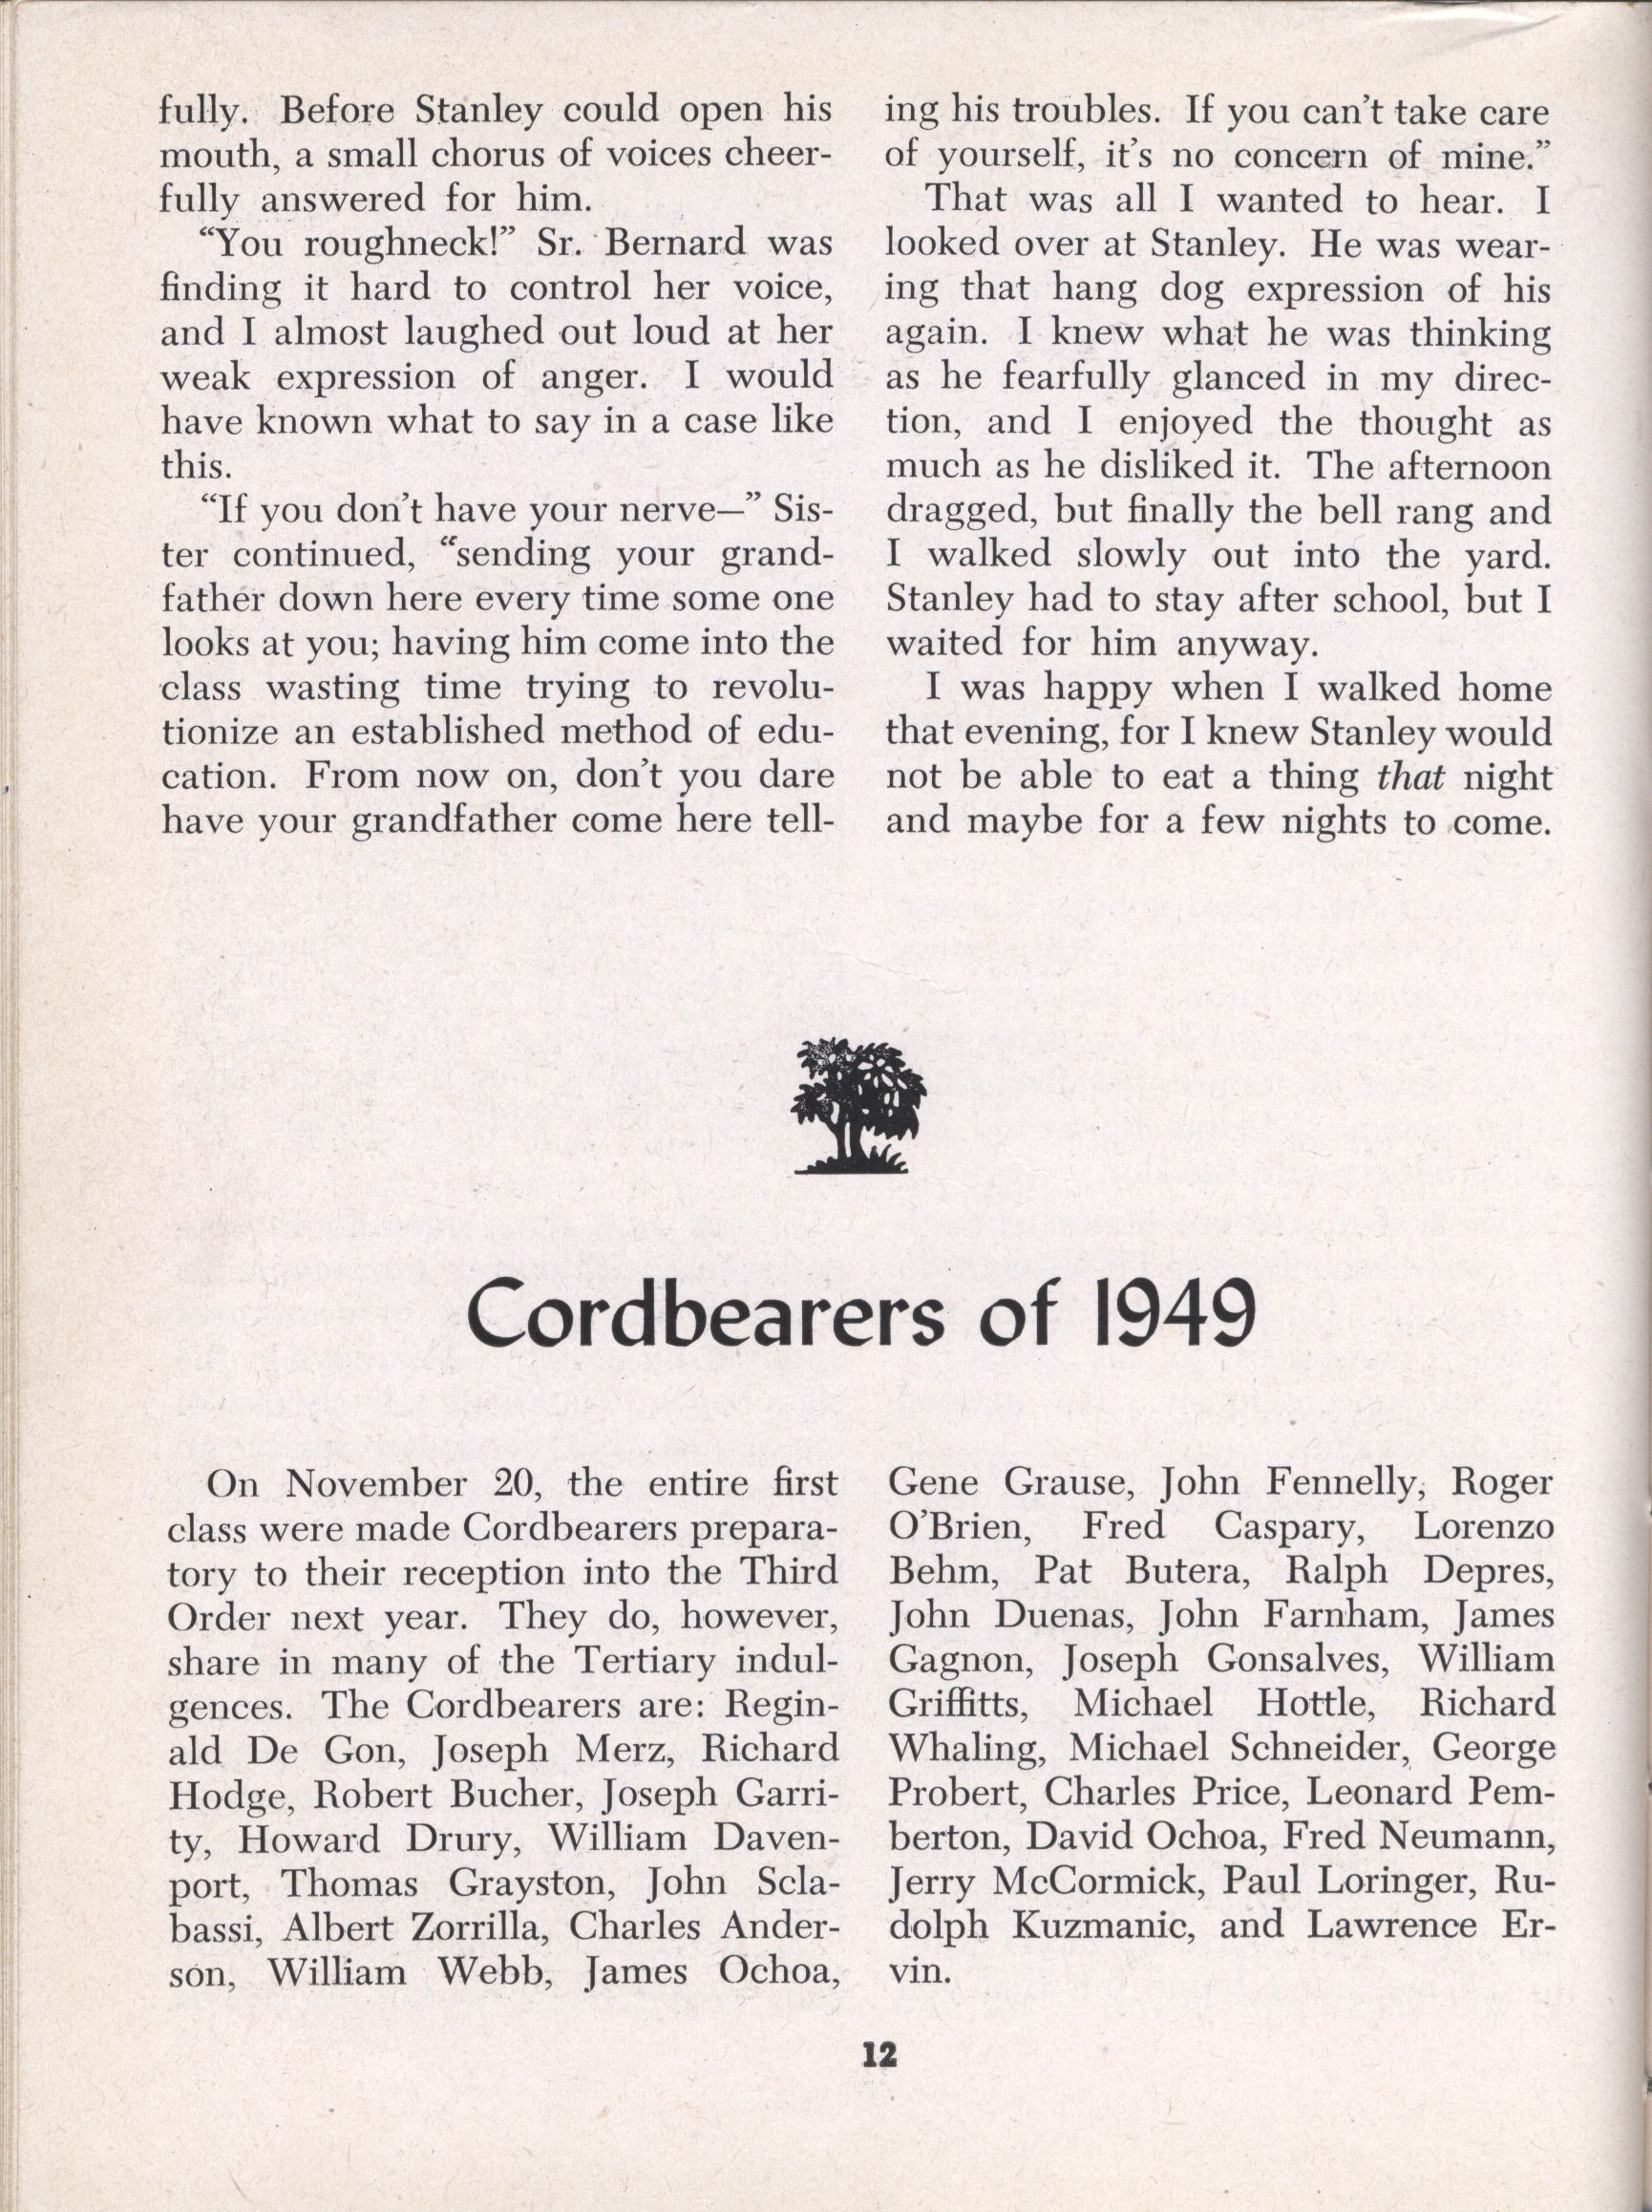 fully. Before Stanley could open his
mouth, a small chorus of voices cheer-
fully answered for him.
“You roughneck!” Sr. Bernard was
finding it hard to control her voice,
and I almost laughed out loud at her
weak expression of anger. I would
have known what to say in a case like
this.
“If you don’t have your nerve—” Sis-
ter continued, “sending your grand-
father down here every time some one
looks at you; having him come into the
class wasting time trying to revolu-
tionize an established method of edu-
cation. From now on, don’t you dare
have your grandfather come here tell-
ing his troubles. If you can’t take care
of yourself, it’s no concern of mine.”
That was all I wanted to hear. I
looked over at Stanley. He was wear-
ing that hang dog expression of his
again. I knew what he was thinking
as he fearfully glanced in my direc-
tion, and I enjoyed the thought as
much as he disliked it. The afternoon
dragged, but finally the bell rang and
I walked slowly out into the yard.
Stanley had to stay after school, but I
waited for him anyway.
I was happy when I walked home
that evening, for I knew Stanley would
not be able to eat a thing that night
and maybe for a few nights to come.
Cordbearers of 1949
On November 20, the entire first
class were made Cordbearers prepara-
tory to their reception into the Third
Order next year. They do, however,
share in many of the Tertiary indul-
gences. The Cordbearers are: Regin-
ald De Gon, Joseph Merz, Richard
Hodge, Robert Bucher, Joseph Garri-
ty, Howard Drury, William Daven-
port, Thomas Grayston, John Scla-
bassi, Albert Zorrilla, Charles Ander-
son, William Webb, James Ochoa,
Gene Grause, John Fennelly, Roger
O’Brien, Fred Caspary, Lorenzo
Behm, Pat Butera, Ralph Depres,
John Duenas, John Farnham, James
Gagnon, Joseph Gonsalves, William
Griffitts, Michael Hottle, Richard
Whaling, Michael Schneider, George
Probert, Charles Price, Leonard Pem-
berton, David Ochoa, Fred Neumann,
Jerry McCormick, Paul Loringer, Ru-
dolph Kuzmanic, and Lawrence Er-
vin.
12